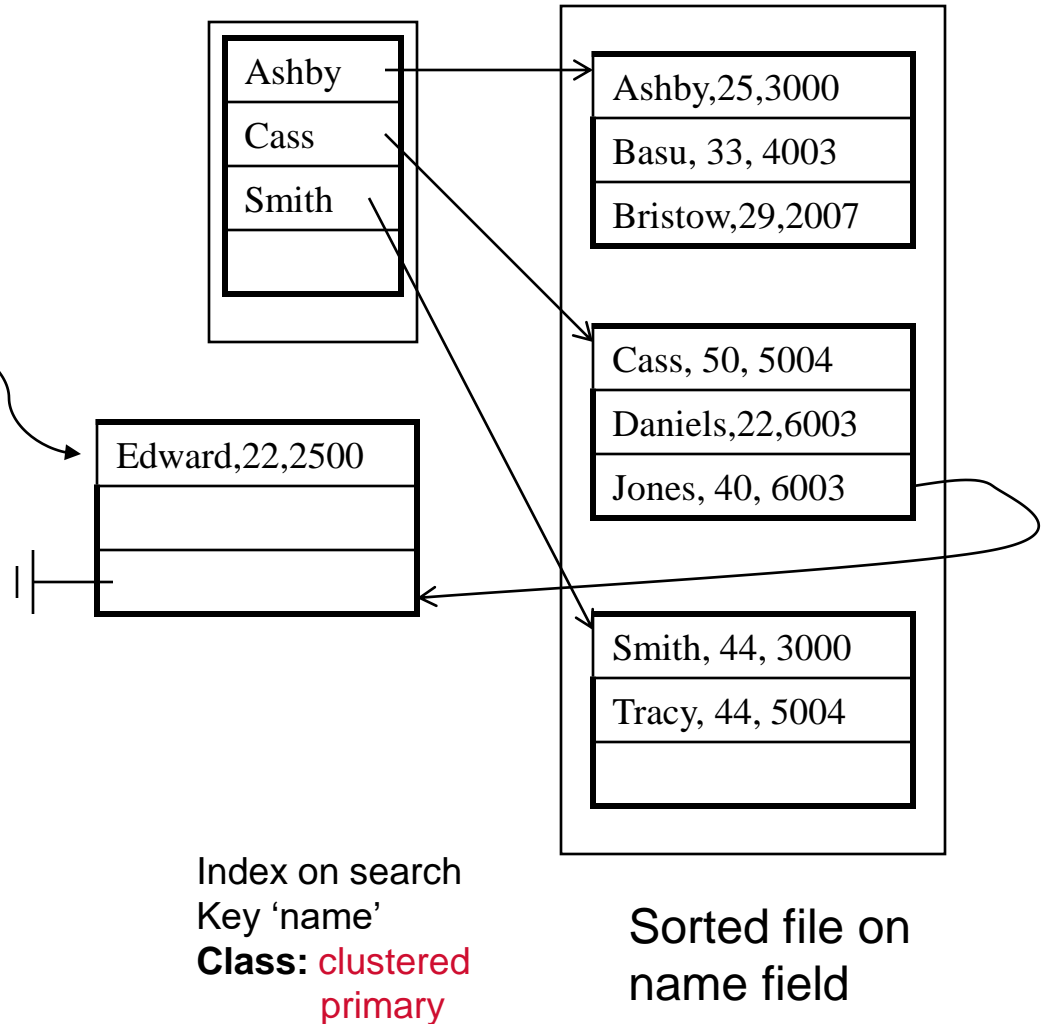 Ashby
Cass
Smith
Ashby,25,3000
Basu, 33, 4003
Bristow,29,2007
Cass, 50, 5004
Daniels,22,6003
Jones, 40, 6003
Edward,22,2500
Smith, 44, 3000
Tracy, 44, 5004
Index on search
Key ‘name’
Class: clustered
primary
Sorted file on
name field